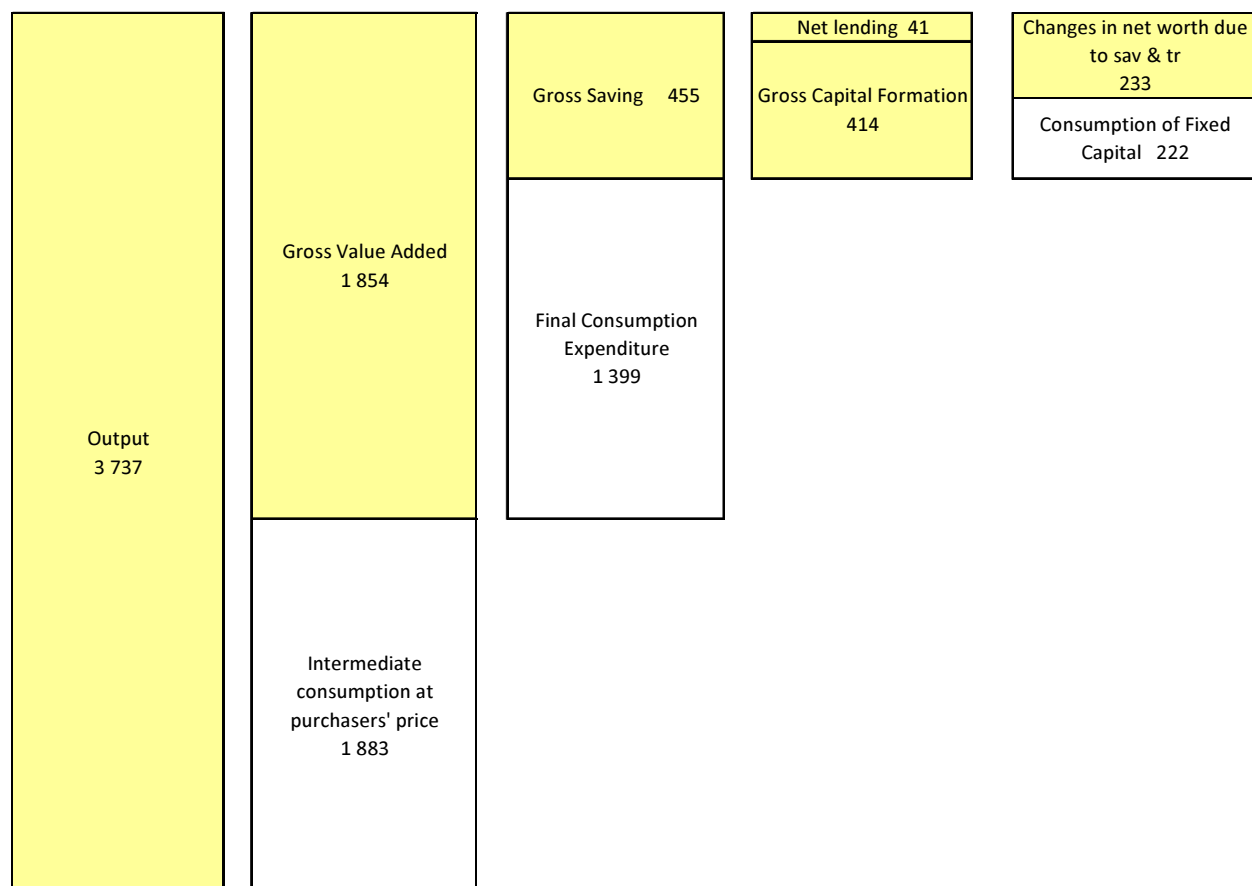 Output
3 737
Gross Value Added
1 854
Intermediate
consumption at
purchasers' price
1 883
Gross Saving 455
Final Consumption
Expenditure
1 399
Net lending 41
Gross Capital Formation
414
Changes in net worth due
to sav & tr
233
Consumption of Fixed
Capital 222